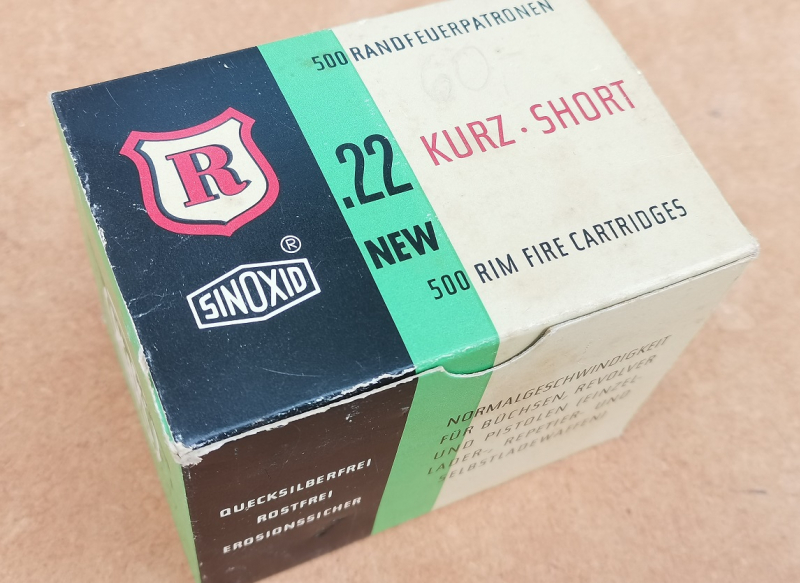 500 RANDFEUERPATRONEN
60,-
R
.22 KURZ · SHORT
®
SINOXID
NEW
500 RIM FIRE CARTRIDGES
NORMALGESCHWINDIGKEIT
FÜR BÜCHSEN, REVOLVER
UND PISTOLEN (EINZEL-
LADER-, REPETIER- UND
SELBSTLADEWAFFEN)
QUECKSILBERFREI
ROSTFREI
EROSIONSSICHER